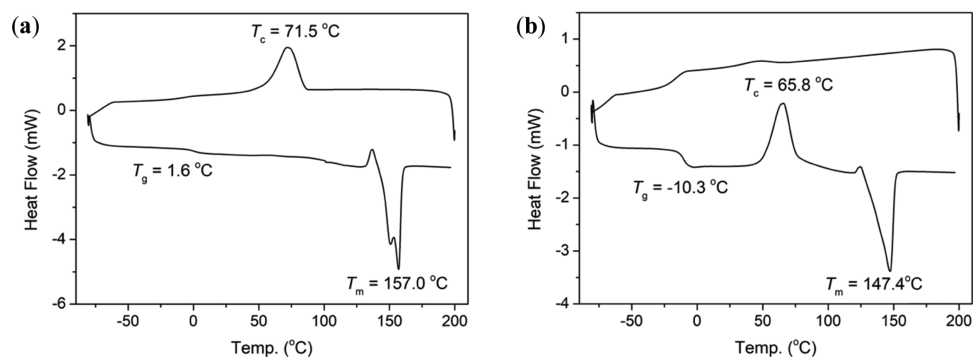 (a)
T_c = 71.5 °C
2
0
-2
-4
-6
Heat Flow (mW)
T_g = 1.6 °C
T_m = 157.0 °C
-50 0 50 100 150 200
Temp. (°C)
(b)
1
0
-1
-2
-3
-4
Heat Flow (mW)
T_c = 65.8 °C
T_g = -10.3 °C
T_m = 147.4°C
-50 0 50 100 150 200
Temp. (°C)